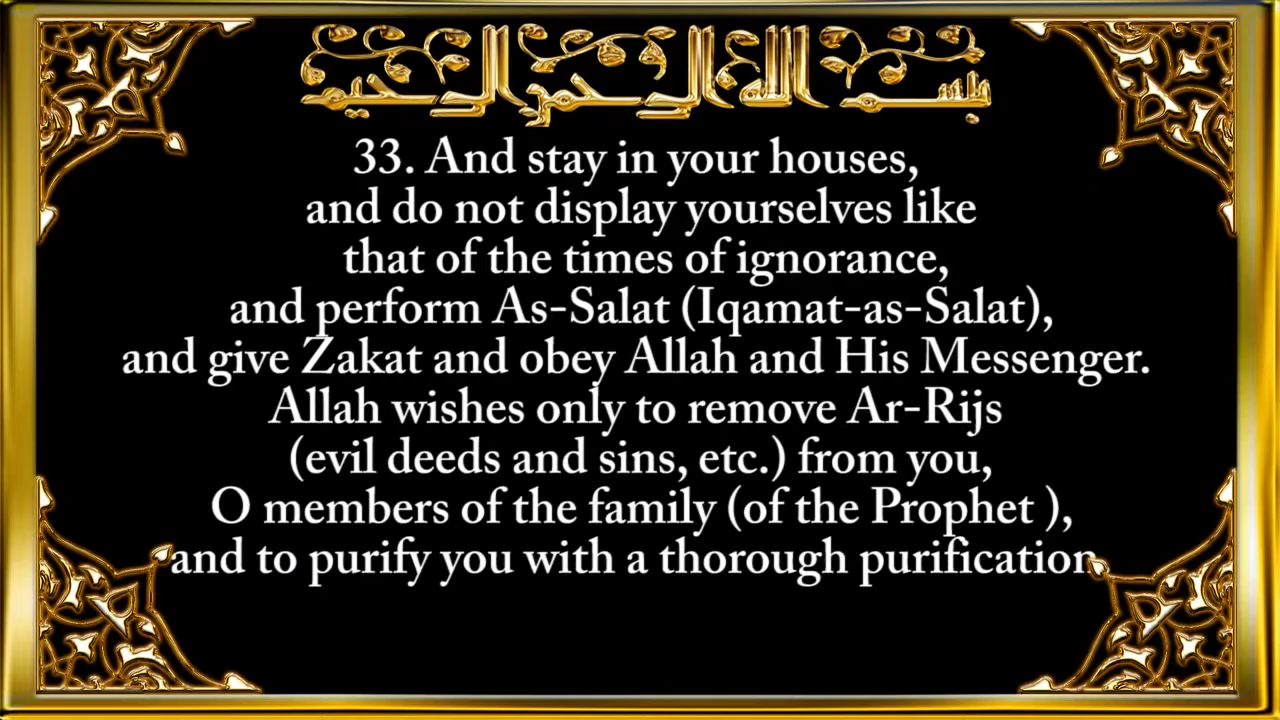 بسم الله الرحمن الرحيم
33. And stay in your houses,
and do not display yourselves like
that of the times of ignorance,
and perform As-Salat (Iqamat-as-Salat),
and give Zakat and obey Allah and His Messenger.
Allah wishes only to remove Ar-Rijs
(evil deeds and sins, etc.) from you,
O members of the family (of the Prophet ),
and to purify you with a thorough purification.